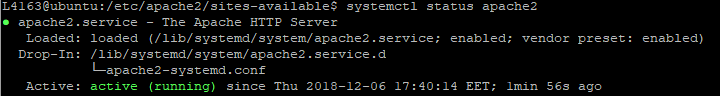 L4163@ubuntu:/etc/apache2/sites-available$ systemctl status apache2
● apache2.service - The Apache HTTP Server
   Loaded: loaded (/lib/systemd/system/apache2.service; enabled; vendor preset: enabled)
  Drop-In: /lib/systemd/system/apache2.service.d
           └─apache2-systemd.conf
   Active: active (running) since Thu 2018-12-06 17:40:14 EET; 1min 56s ago